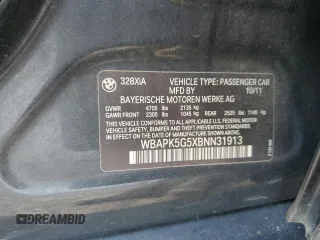 328XiA
VEHICLE TYPE: PASSENGER CAR
MFD BY
10/11
BAYERISCHE MOTOREN WERKE AG
GVWR 4705 lbs 2135 kg
GAWR FRONT 2305 lbs 1045 kg REAR 2525 lbs 1145 kg
THIS VEHICLE CONFORMS TO ALL APPLICABLE U.S. FEDERAL MOTOR
VEHICLE SAFETY, BUMPER, AND THEFT PREVENTION STANDARDS
IN EFFECT ON THE DATE OF MANUFACTURE SHOWN ABOVE.
WBAPK5G5XBNN31913
DREAMBID
DREAMBID.COM